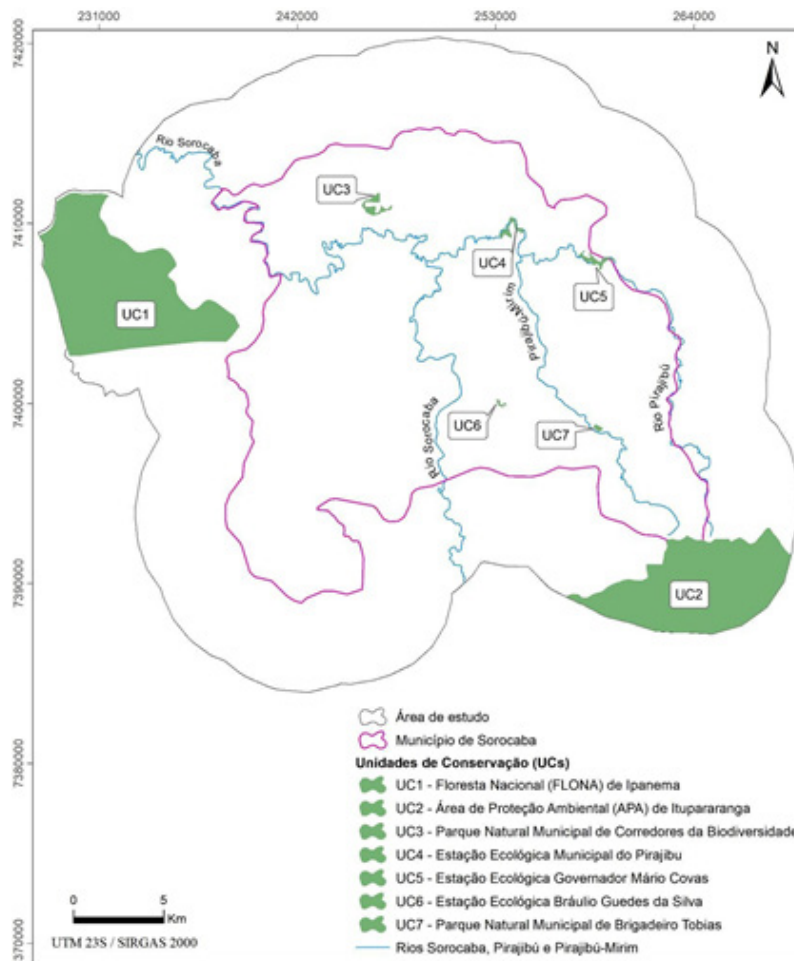 231000 242000 253000 264000
7420000
7410000
7400000
7390000
7380000
370000
N
Rio Sorocaba
UC3
UC4
UC5
UC1
Pirajibú-Mirim
Rio Pirajibú
UC6
Rio Sorocaba
UC7
UC2
Área de estudo
Município de Sorocaba
Unidades de Conservação (UCs)
UC1 - Floresta Nacional (FLONA) de Ipanema
UC2 - Área de Proteção Ambiental (APA) de Itupararanga
UC3 - Parque Natural Municipal de Corredores da Biodiversidade
UC4 - Estação Ecológica Municipal do Pirajibu
UC5 - Estação Ecológica Governador Mário Covas
UC6 - Estação Ecológica Bráulio Guedes da Silva
UC7 - Parque Natural Municipal de Brigadeiro Tobias
Rios Sorocaba, Pirajibú e Pirajibú-Mirim
0 5
Km
UTM 23S / SIRGAS 2000